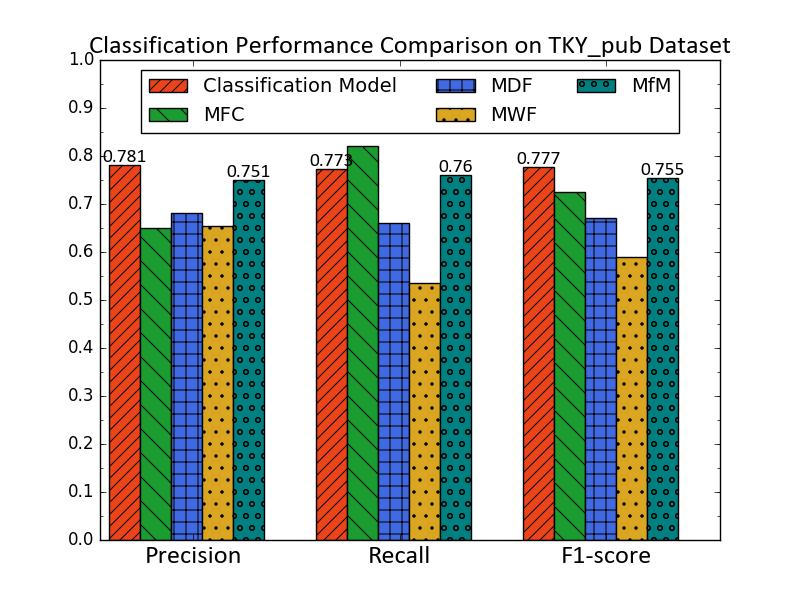 Classification Performance Comparison on TKY_pub Dataset
1.0
0.9
0.8
0.7
0.6
0.5
0.4
0.3
0.2
0.1
0.0
Classification Model MDF MfM
MFC MWF
0.781 0.751 0.773 0.76 0.777 0.755
Precision Recall F1-score